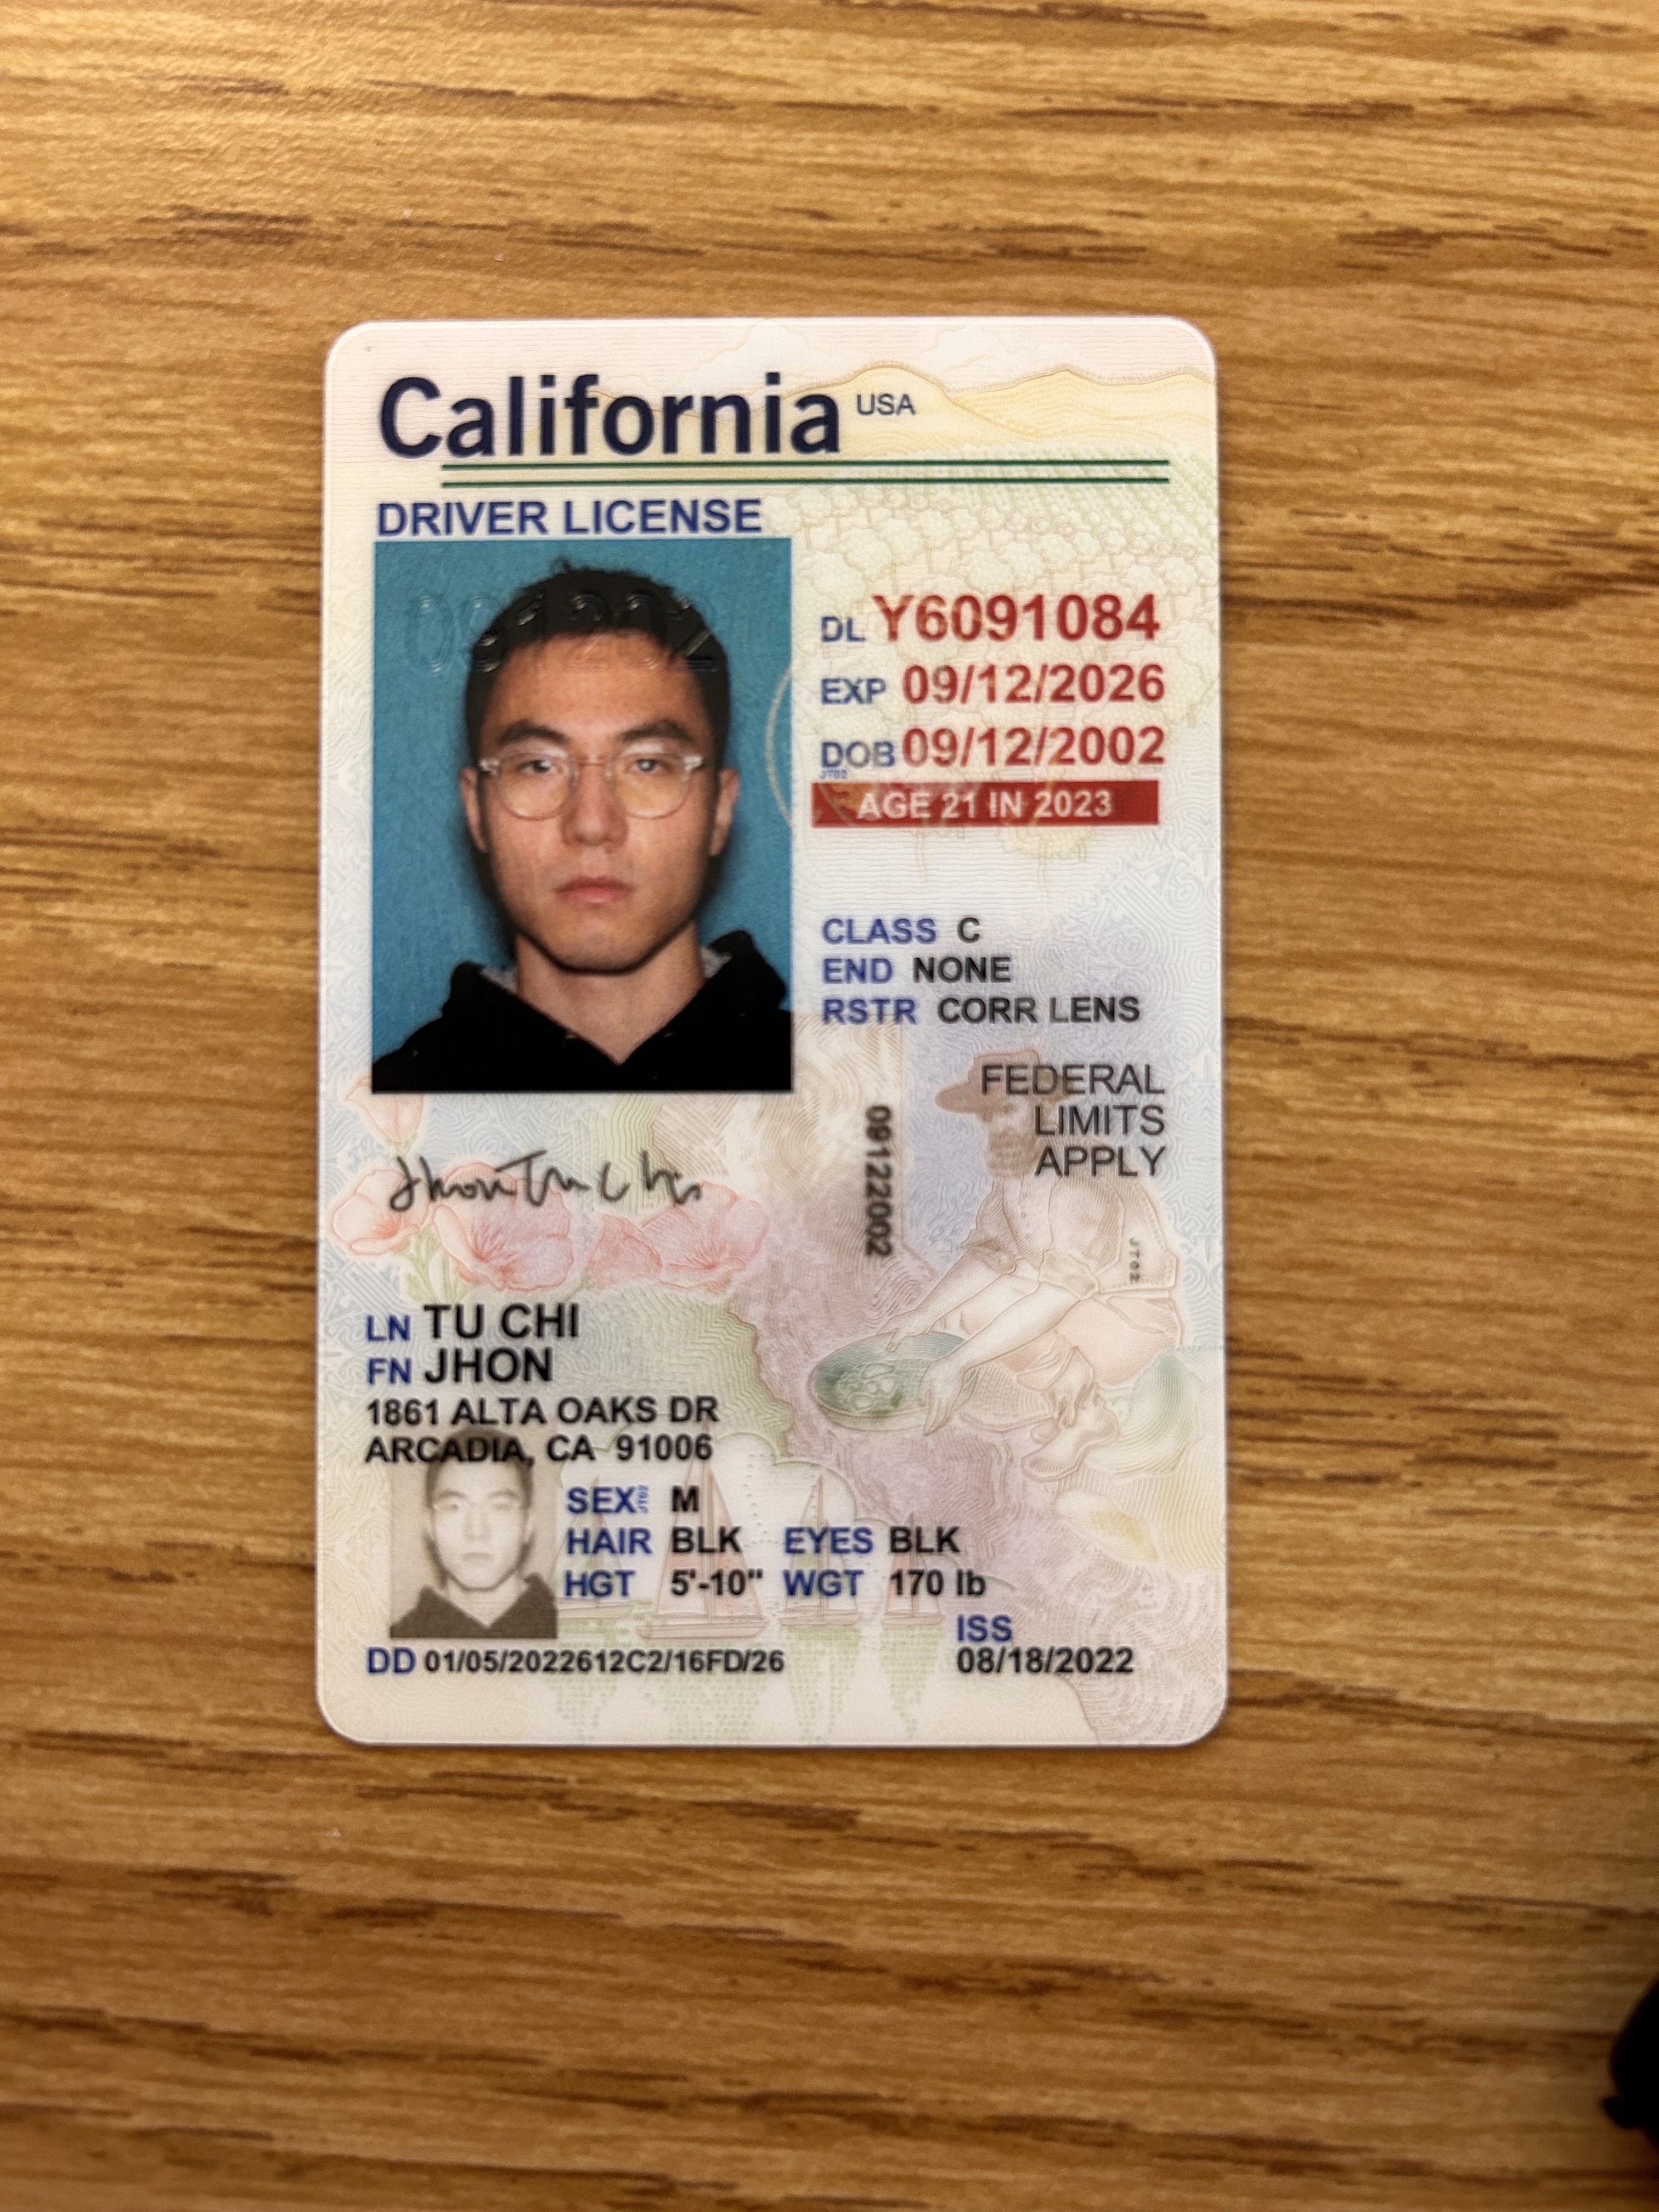 California USA
DRIVER LICENSE
DL Y6091084
EXP 09/12/2026
DOB 09/12/2002
JT02
AGE 21 IN 2023
CLASS C
END NONE
RSTR CORR LENS
FEDERAL
LIMITS
APPLY
09122002
JT02
Jhon Tu Chi
LN TU CHI
FN JHON
1861 ALTA OAKS DR
ARCADIA, CA 91006
SEX M
HAIR BLK EYES BLK
HGT 5'-10" WGT 170 lb
ISS
DD 01/05/2022612C2/16FD/26 08/18/2022